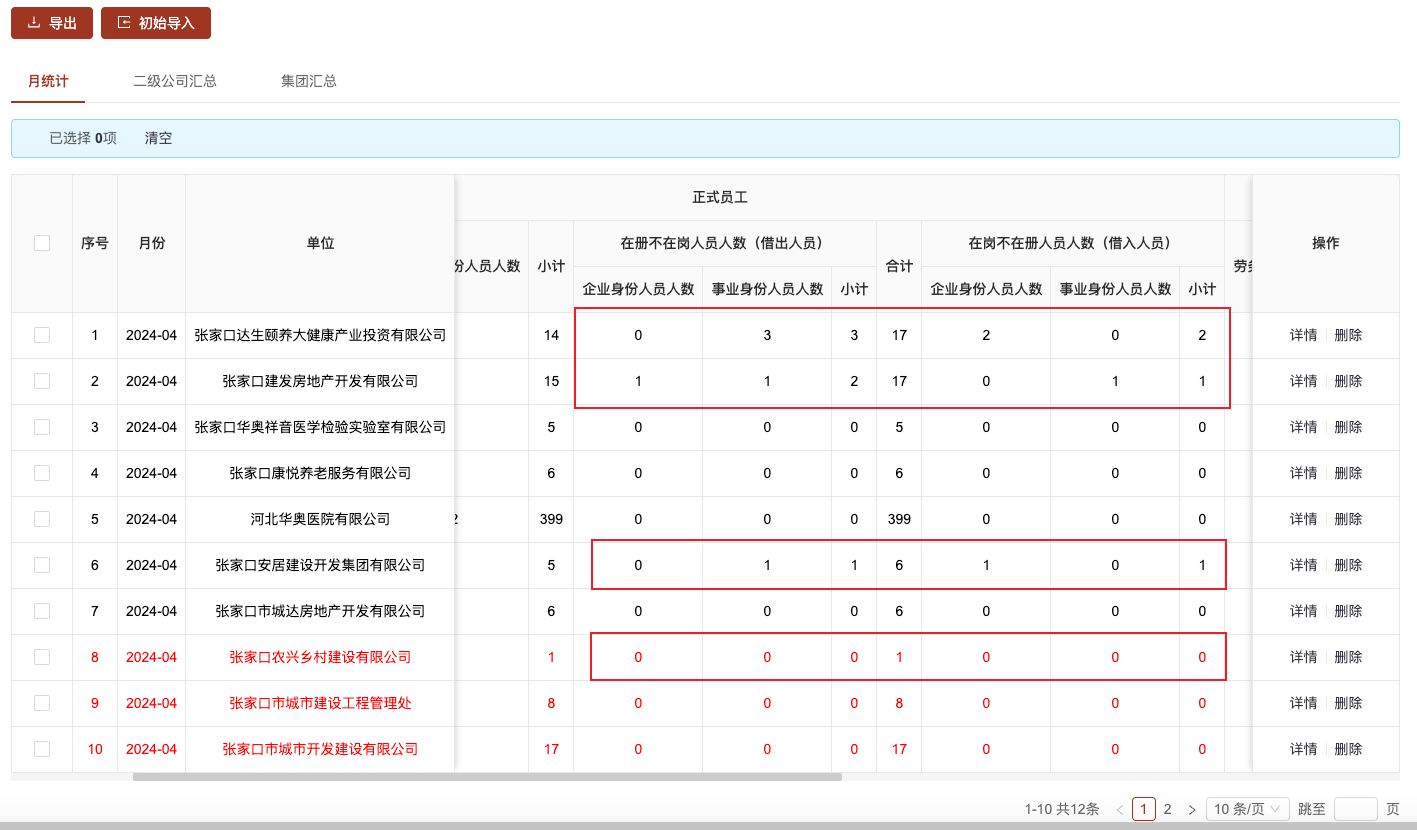 导出 初始导入
月统计 二级公司汇总 集团汇总
已选择 0项 清空
正式员工
序号 月份 单位 份人员人数 小计 在册不在岗人员人数（借出人员） 合计 在岗不在册人员人数（借入人员） 操作
企业身份人员人数 事业身份人员人数 小计 企业身份人员人数 事业身份人员人数 小计
1 2024-04 张家口达生颐养大健康产业投资有限公司 14 0 3 3 17 2 0 2 详情 删除
2 2024-04 张家口建发房地产开发有限公司 15 1 1 2 17 0 1 1 详情 删除
3 2024-04 张家口华奥祥音医学检验实验室有限公司 5 0 0 0 5 0 0 0 详情 删除
4 2024-04 张家口康悦养老服务有限公司 6 0 0 0 6 0 0 0 详情 删除
5 2024-04 河北华奥医院有限公司 2 399 0 0 0 399 0 0 0 详情 删除
6 2024-04 张家口安居建设开发集团有限公司 5 0 1 1 6 1 0 1 详情 删除
7 2024-04 张家口市城达房地产开发有限公司 6 0 0 0 6 0 0 0 详情 删除
8 2024-04 张家口农兴乡村建设有限公司 1 0 0 0 1 0 0 0 详情 删除
9 2024-04 张家口市城市建设工程管理处 8 0 0 0 8 0 0 0 详情 删除
10 2024-04 张家口市城市开发建设有限公司 17 0 0 0 17 0 0 0 详情 删除
1-10 共12条 < 1 2 > 10 条/页 跳至 页